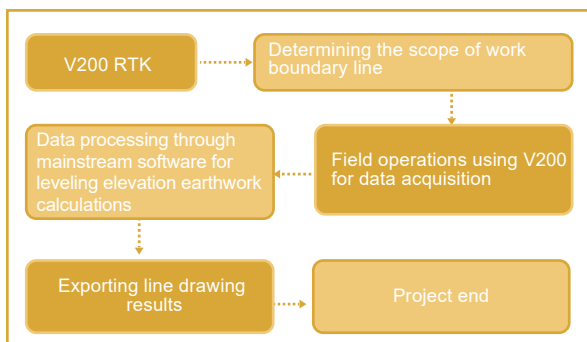 V200 RTK
Determining the scope of work
boundary line
Field operations using V200
for data acquisition
Data processing through
mainstream software for
leveling elevation earthwork
calculations
Exporting line drawing
results
Project end